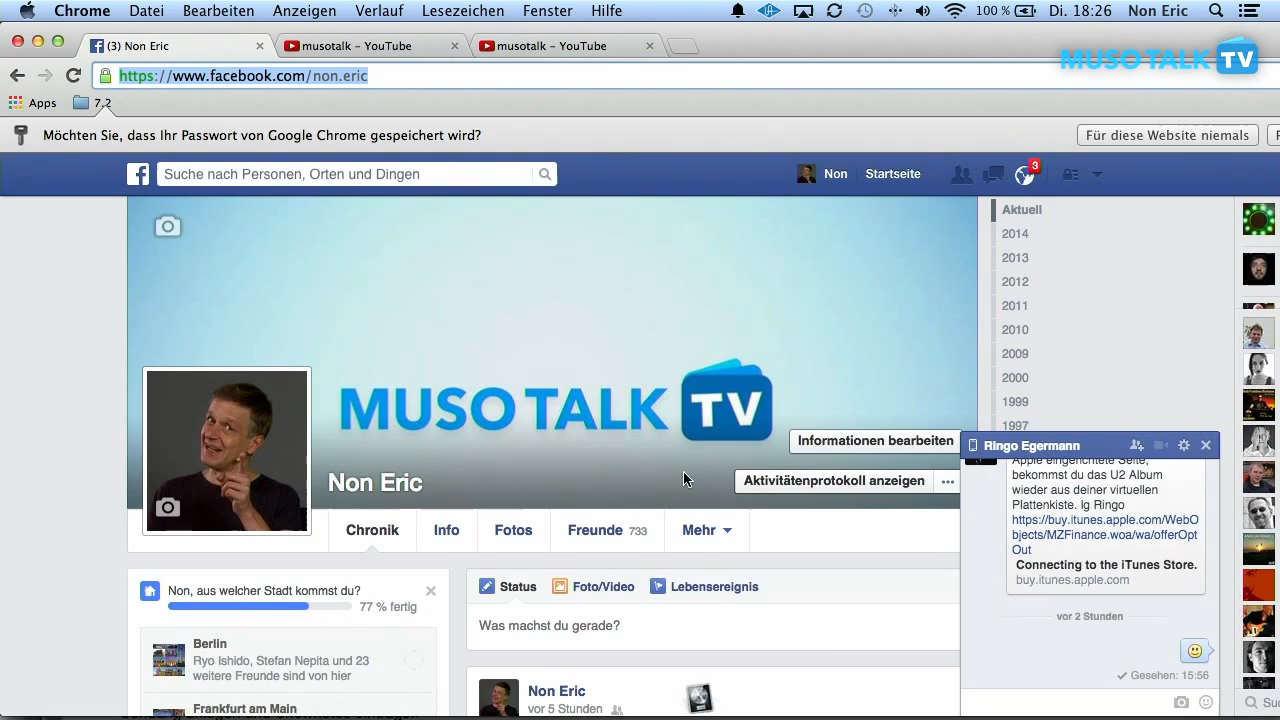 Chrome Datei Bearbeiten Anzeigen Verlauf Lesezeichen Fenster Hilfe 100 % Di. 18:26 Non Eric
(3) Non Eric
musotalk – YouTube
musotalk – YouTube
MUSO TALK TV
https://www.facebook.com/non.eric
Apps 7.2
Möchten Sie, dass Ihr Passwort von Google Chrome gespeichert wird?
Für diese Website niemals
Suche nach Personen, Orten und Dingen
Non Startseite
3
Aktuell
2014
2013
2012
2011
2010
2009
2000
1999
1997
MUSO TALK TV
Informationen bearbeiten
Non Eric
Aktivitätenprotokoll anzeigen ...
Chronik Info Fotos Freunde 733 Mehr
Non, aus welcher Stadt kommst du?
77 % fertig
Berlin
Ryo Ishido, Stefan Nepita und 23
weitere Freunde sind von hier
Frankfurt am Main
Status Foto/Video Lebensereignis
Was machst du gerade?
Non Eric
vor 5 Stunden
Ringo Egermann
Apple eingerichtete Seite,
bekommst du das U2 Album
wieder aus deiner virtuellen
Plattenkiste. lg Ringo
https://buy.itunes.apple.com/WebO
bjects/MZFinance.woa/wa/offerOpt
Out
Connecting to the iTunes Store.
buy.itunes.apple.com
vor 2 Stunden
Gesehen: 15:56